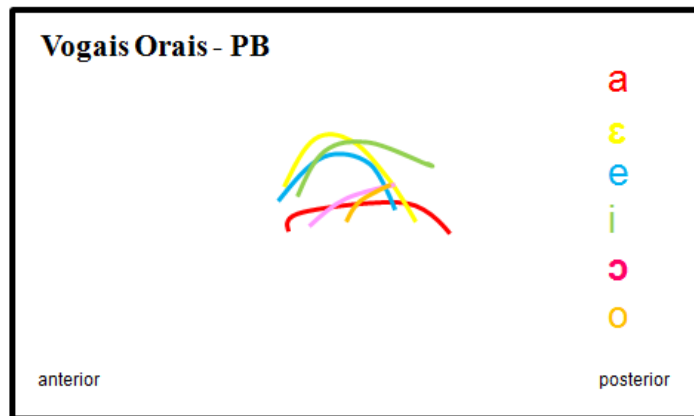 Vogais Orais - PB
a
ɛ
e
i
ɔ
o
anterior posterior